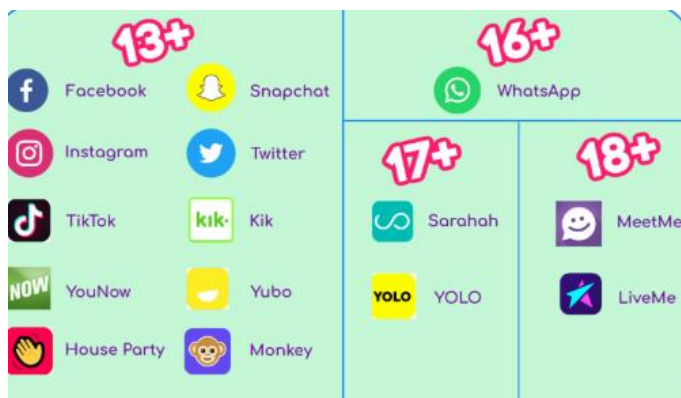 13+
Facebook
Snapchat
Instagram
Twitter
TikTok
kik.
Kik
NOW
YouNow
Yubo
House Party
Monkey
16+
WhatsApp
17+
Sarahah
YOLO
YOLO
18+
MeetMe
LiveMe